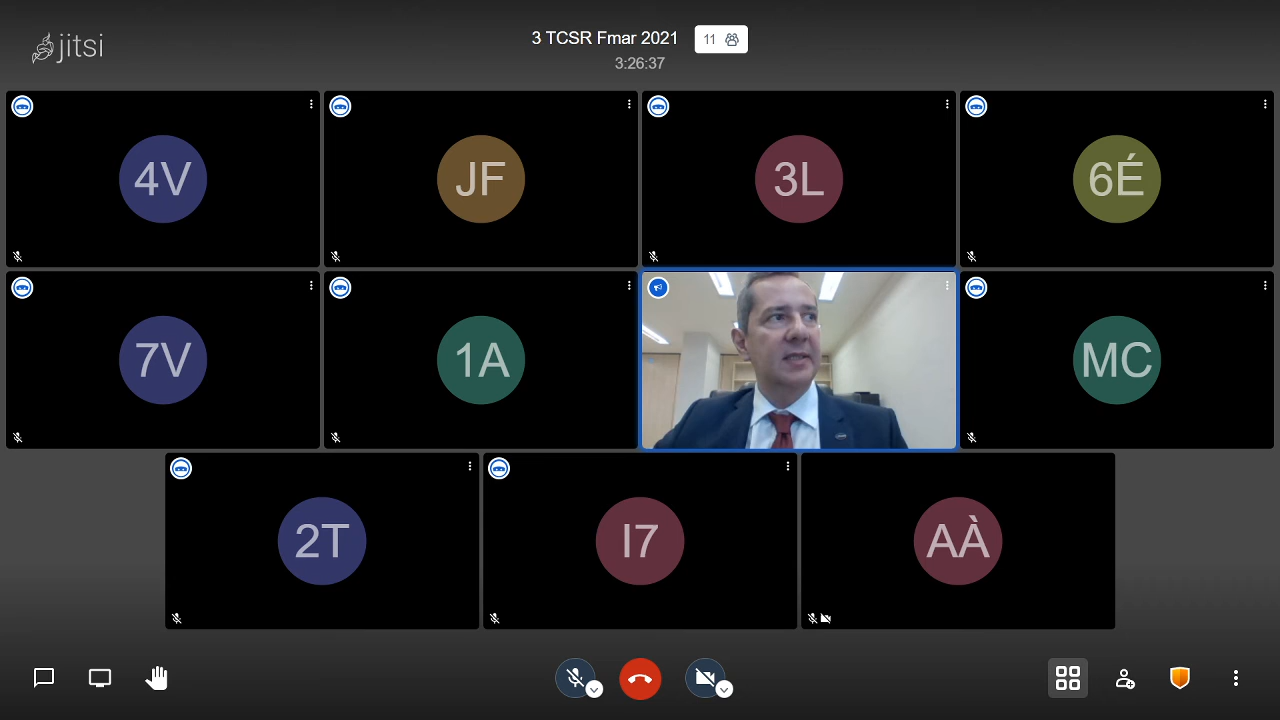 jitsi
3 TCSR Fmar 2021
11
3:26:37
4V
JF
3L
6É
7V
1A
MC
2T
I7
AÀ